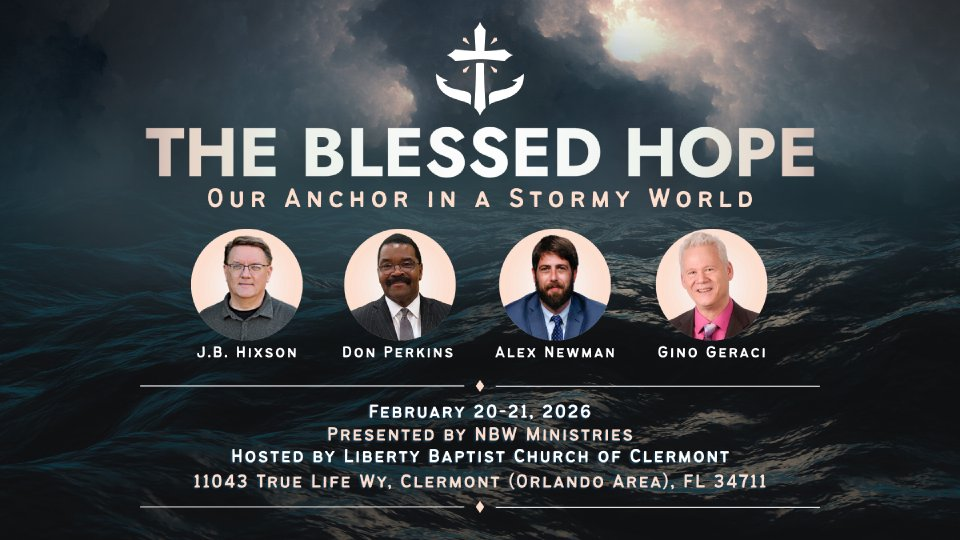 THE BLESSED HOPE
OUR ANCHOR IN A STORMY WORLD
J.B. HIXSON
DON PERKINS
ALEX NEWMAN
GINO GERACI
FEBRUARY 20-21, 2026
PRESENTED BY NBW MINISTRIES
HOSTED BY LIBERTY BAPTIST CHURCH OF CLERMONT
11043 TRUE LIFE WY, CLERMONT (ORLANDO AREA), FL 34711